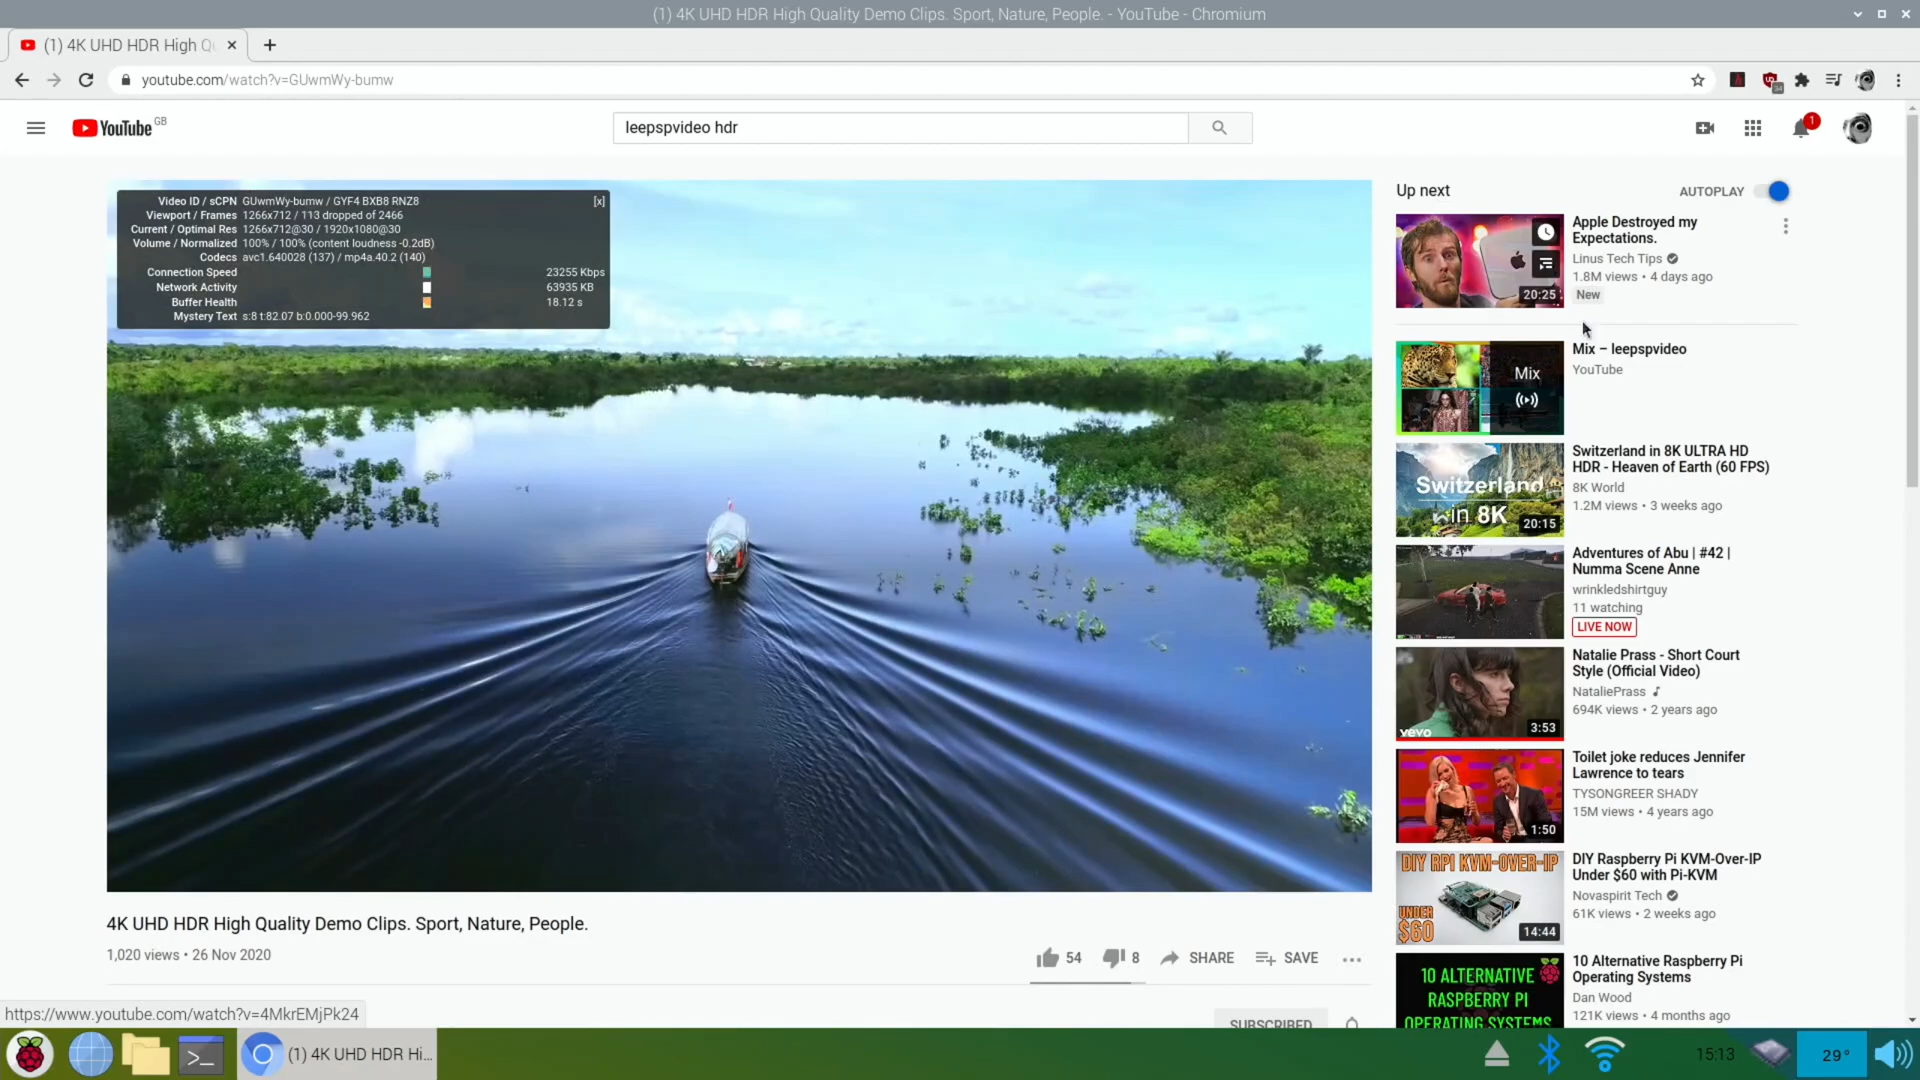 (1) 4K UHD HDR High Quality Demo Clips. Sport, Nature, People. - YouTube - Chromium
(1) 4K UHD HDR High Qu
youtube.com/watch?v=GUwmWy-bumw
34
YouTube GB
leepspvideo hdr
1
Video ID / sCPN GUwmWy-bumw / GYF4 BXB8 RNZ8 [x]
Viewport / Frames 1266x712 / 113 dropped of 2466
Current / Optimal Res 1266x712@30 / 1920x1080@30
Volume / Normalized 100% / 100% (content loudness -0.2dB)
Codecs avc1.640028 (137) / mp4a.40.2 (140)
Connection Speed 23255 Kbps
Network Activity 63935 KB
Buffer Health 18.12 s
Mystery Text s:8 t:82.07 b:0.000-99.962
4K UHD HDR High Quality Demo Clips. Sport, Nature, People.
1,020 views • 26 Nov 2020
54 8 SHARE SAVE
SUBSCRIBED
Up next AUTOPLAY
20:25
Apple Destroyed my
Expectations.
Linus Tech Tips
1.8M views • 4 days ago
New
Mix
Mix – leepspvideo
YouTube
Switzerland
in 8K
20:15
Switzerland in 8K ULTRA HD
HDR - Heaven of Earth (60 FPS)
8K World
1.2M views • 3 weeks ago
Adventures of Abu | #42 |
Numma Scene Anne
wrinkledshirtguy
11 watching
LIVE NOW
vevo
3:53
Natalie Prass - Short Court
Style (Official Video)
NataliePrass
694K views • 2 years ago
1:50
Toilet joke reduces Jennifer
Lawrence to tears
TYSONGREER SHADY
15M views • 4 years ago
DIY RPI KVM-OVER-IP
UNDER
$60
14:44
DIY Raspberry Pi KVM-Over-IP
Under $60 with Pi-KVM
Novaspirit Tech
61K views • 2 weeks ago
10 ALTERNATIVE
RASPBERRY PI
OPERATING SYSTEMS
10 Alternative Raspberry Pi
Operating Systems
Dan Wood
121K views • 4 months ago
https://www.youtube.com/watch?v=4MkrEMjPk24
(1) 4K UHD HDR Hi...
15:13
29°